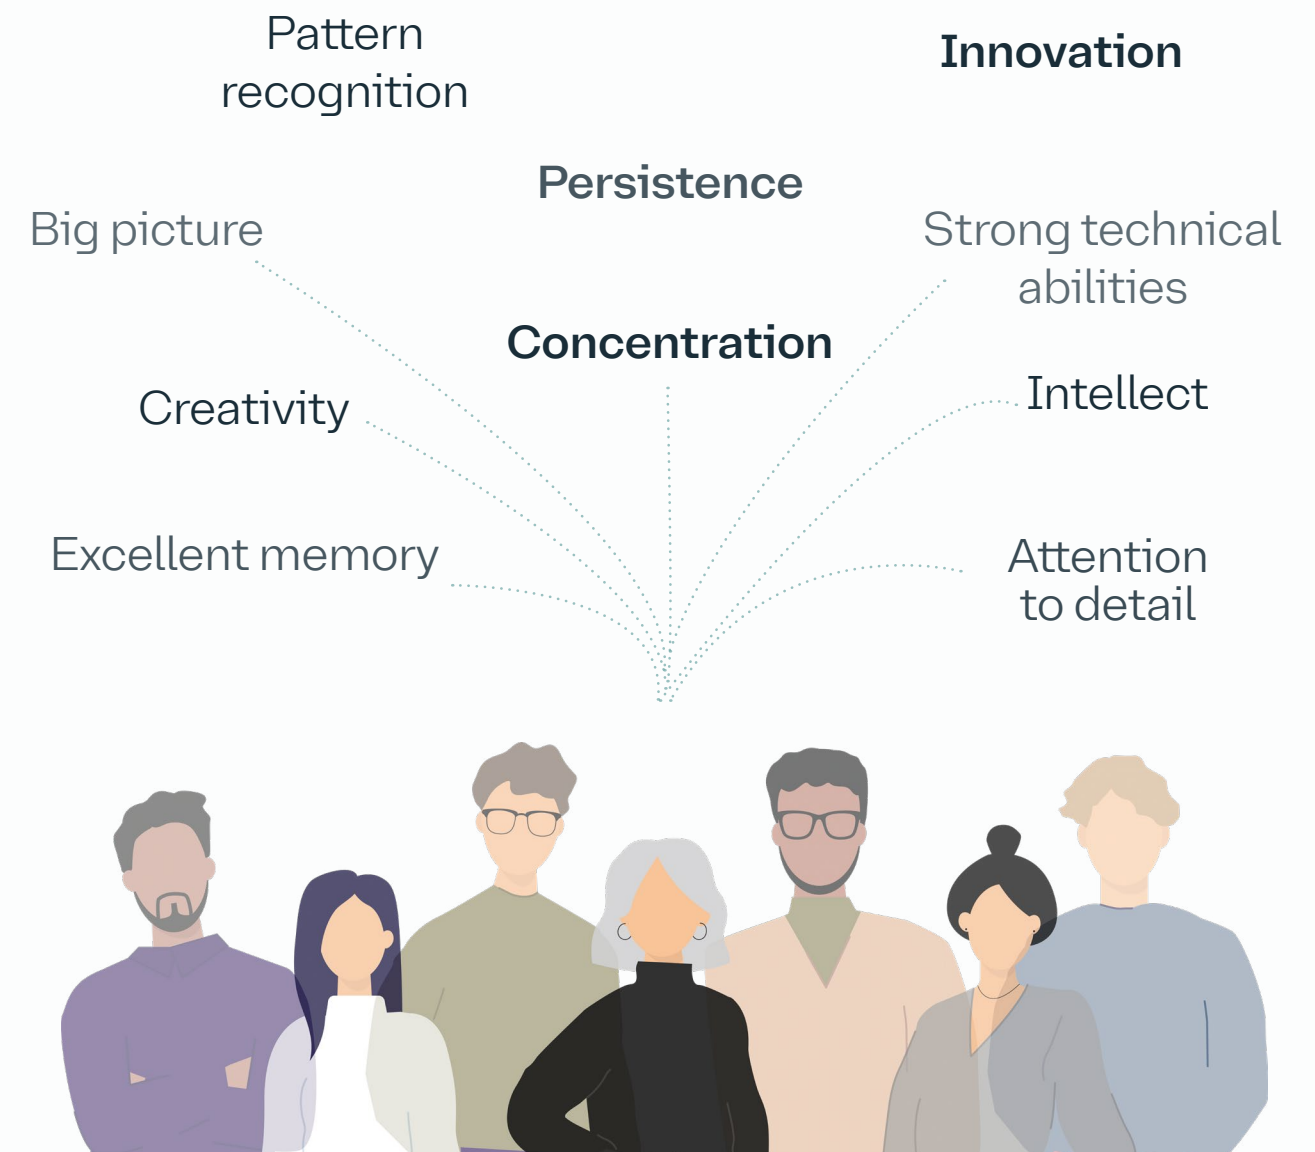 Pattern
recognition
Innovation
Persistence
Big picture
Strong technical
abilities
Concentration
Creativity
Intellect
Excellent memory
Attention
to detail